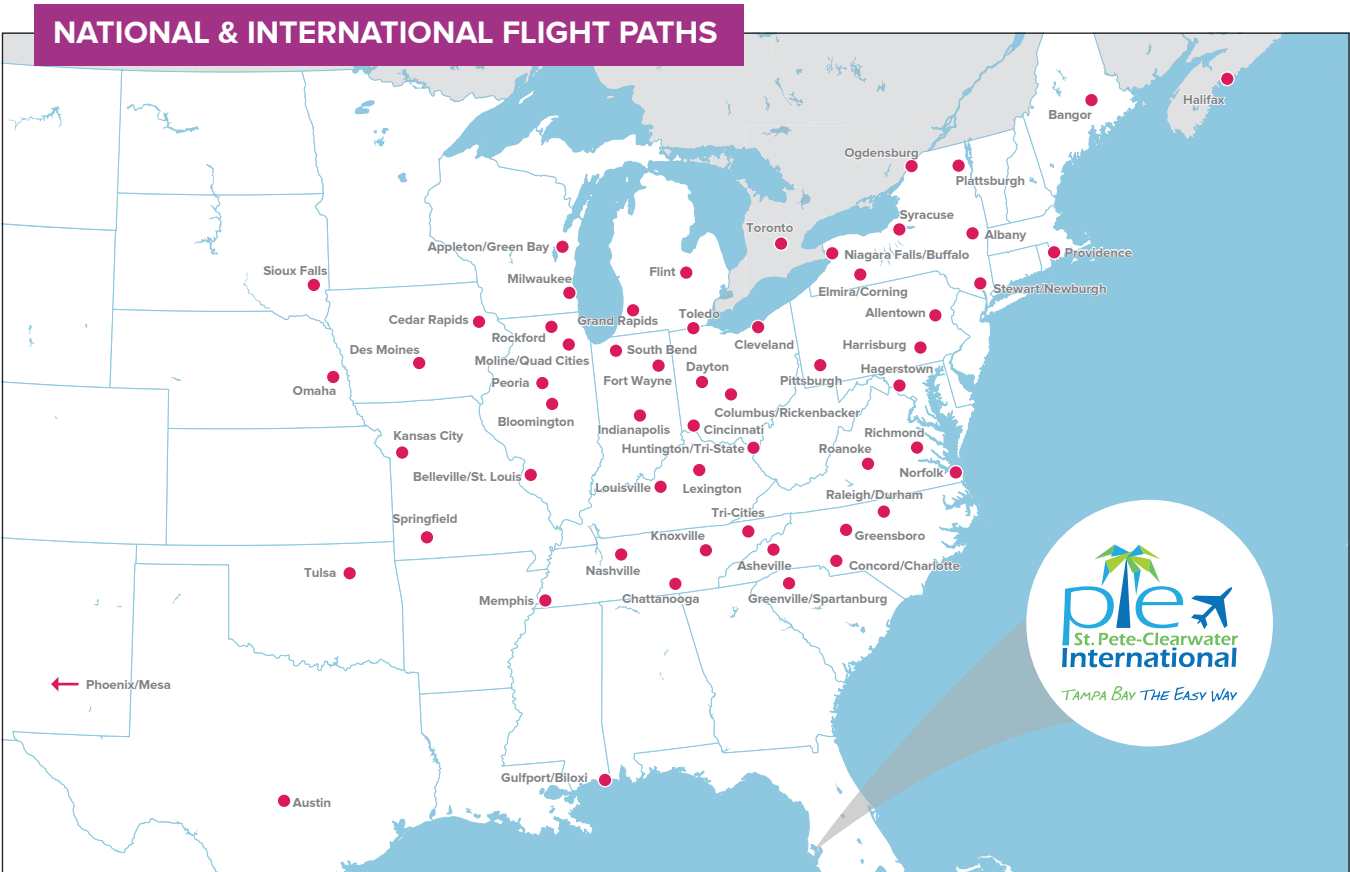 NATIONAL & INTERNATIONAL FLIGHT PATHS
Halifax
Bangor
Ogdensburg
Plattsburgh
Syracuse
Toronto
Albany
Appleton/Green Bay
Niagara Falls/Buffalo
Providence
Sioux Falls
Flint
Milwaukee
Elmira/Corning
Stewart/Newburgh
Allentown
Toledo
Cedar Rapids
Grand Rapids
Rockford
Cleveland
Harrisburg
Des Moines
South Bend
Moline/Quad Cities
Dayton
Hagerstown
Peoria
Fort Wayne
Pittsburgh
Omaha
Columbus/Rickenbacker
Bloomington
Indianapolis
Cincinnati
Richmond
Kansas City
Huntington/Tri-State
Roanoke
Norfolk
Belleville/St. Louis
Louisville
Lexington
Raleigh/Durham
Tri-Cities
Springfield
Knoxville
Greensboro
Asheville
Concord/Charlotte
Nashville
Tulsa
Memphis
Chattanooga
Greenville/Spartanburg
pie
St. Pete-Clearwater
International
TAMPA BAY THE EASY WAY
Phoenix/Mesa
Gulfport/Biloxi
Austin